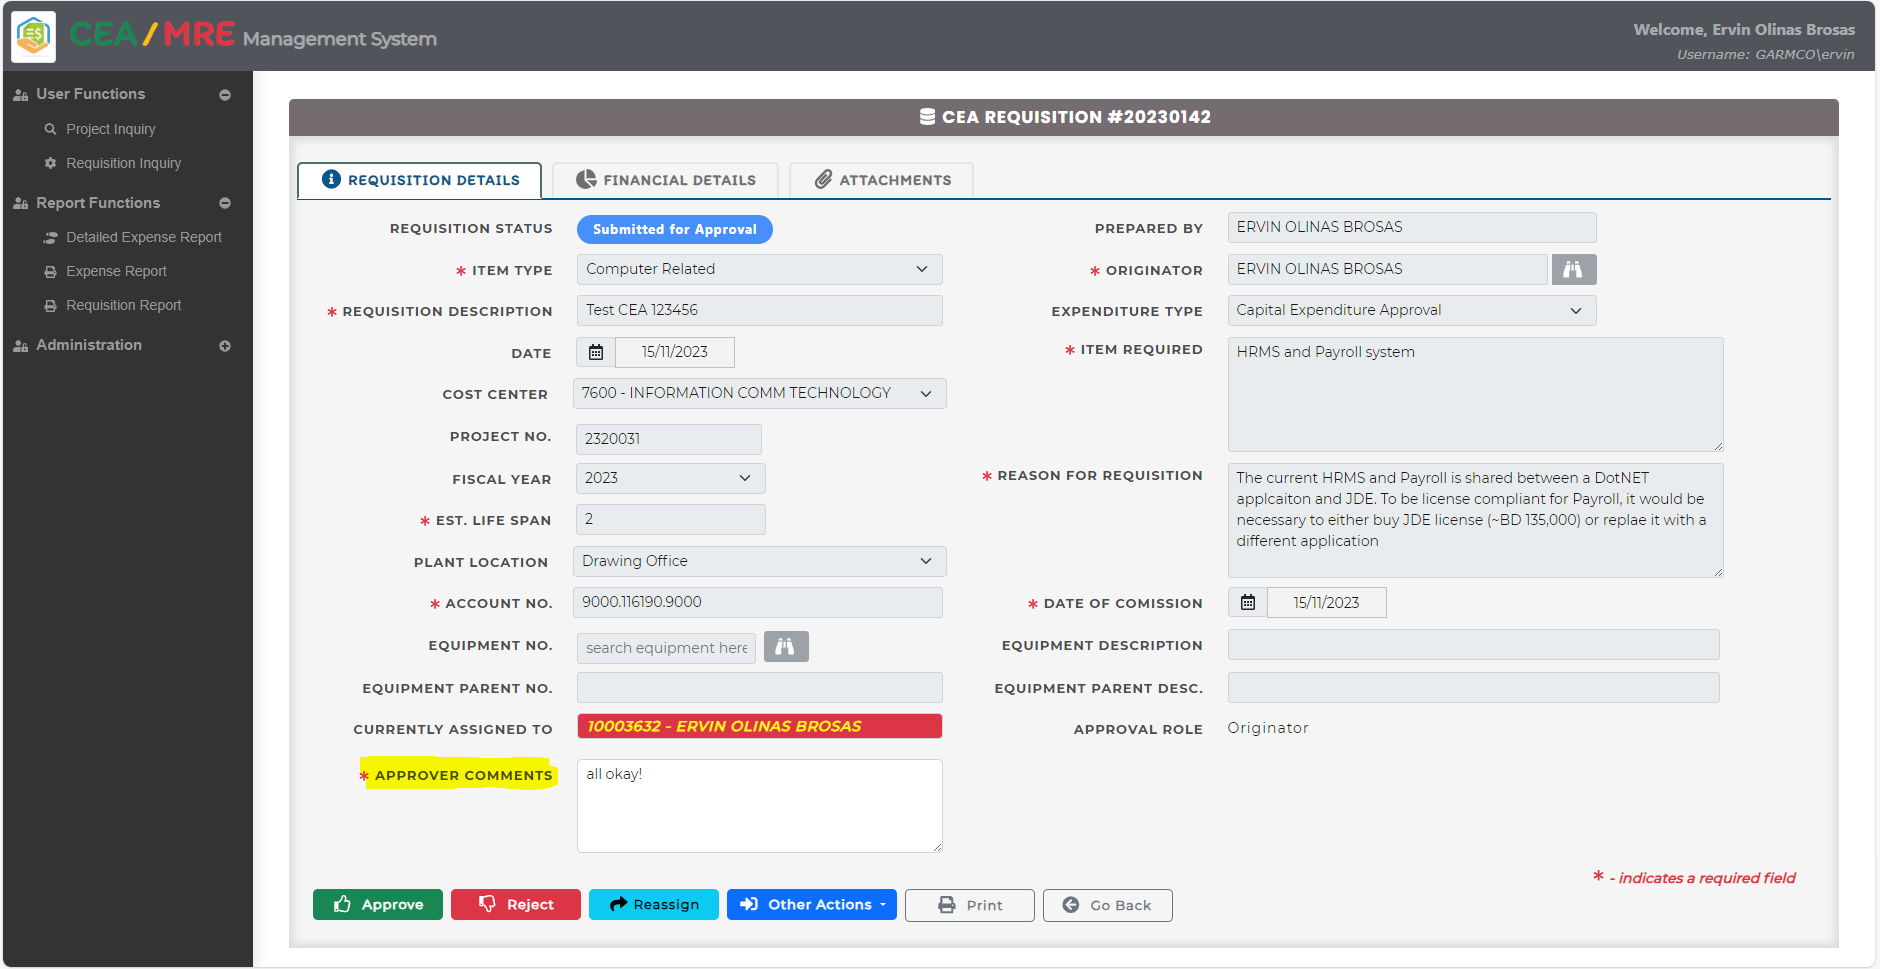 CEA/MRE Management System
Welcome, Ervin Olinas Brosas
Username: GARMCO\ervin
User Functions
Project Inquiry
Requisition Inquiry
Report Functions
Detailed Expense Report
Expense Report
Requisition Report
Administration
CEA REQUISITION #20230142
REQUISITION DETAILS
FINANCIAL DETAILS
ATTACHMENTS
REQUISITION STATUS Submitted for Approval
PREPARED BY ERVIN OLINAS BROSAS
* ITEM TYPE Computer Related
* ORIGINATOR ERVIN OLINAS BROSAS
* REQUISITION DESCRIPTION Test CEA 123456
EXPENDITURE TYPE Capital Expenditure Approval
DATE 15/11/2023
* ITEM REQUIRED HRMS and Payroll system
COST CENTER 7600 - INFORMATION COMM TECHNOLOGY
PROJECT NO. 2320031
FISCAL YEAR 2023
* REASON FOR REQUISITION The current HRMS and Payroll is shared between a DotNET
applcaiton and JDE. To be license compliant for Payroll, it would be
necessary to either buy JDE license (~BD 135,000) or replae it with a
different application
* EST. LIFE SPAN 2
PLANT LOCATION Drawing Office
* ACCOUNT NO. 9000.116190.9000
* DATE OF COMISSION 15/11/2023
EQUIPMENT NO. search equipment here
EQUIPMENT DESCRIPTION
EQUIPMENT PARENT NO.
EQUIPMENT PARENT DESC.
CURRENTLY ASSIGNED TO 10003632 - ERVIN OLINAS BROSAS
APPROVAL ROLE Originator
* APPROVER COMMENTS all okay!
* - indicates a required field
Approve
Reject
Reassign
Other Actions
Print
Go Back